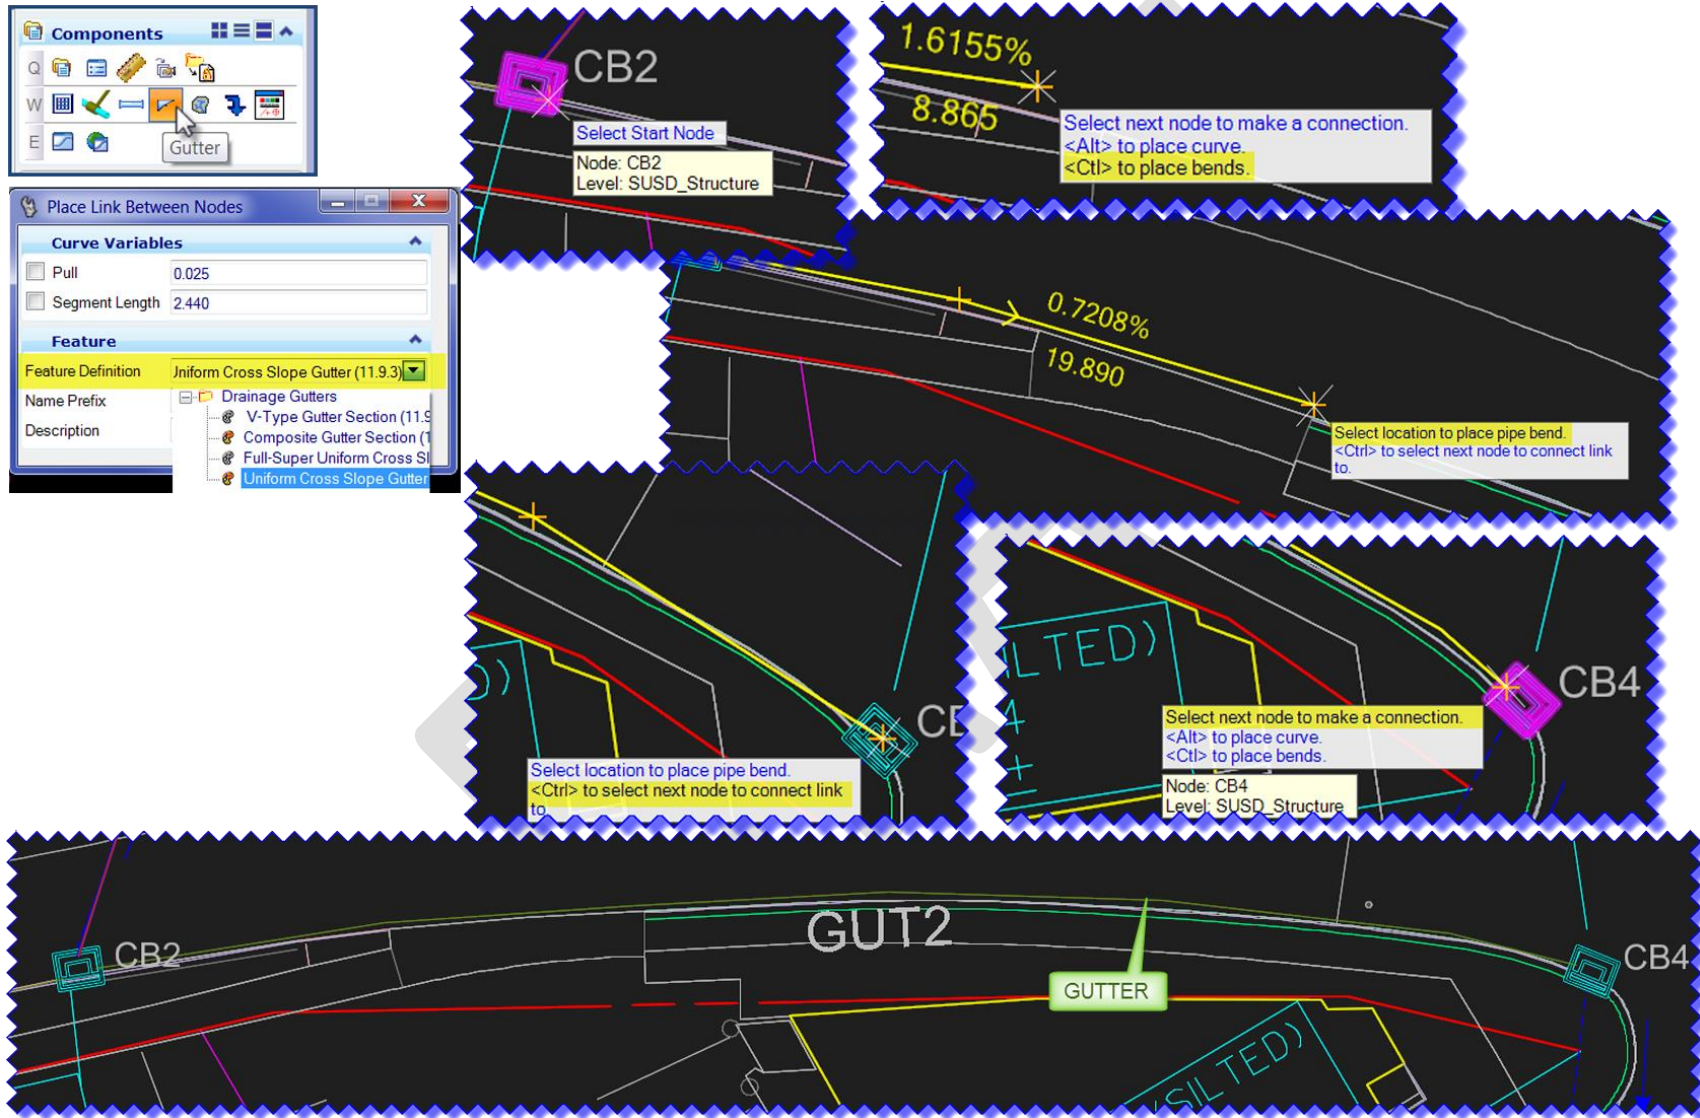 Components
Q
W
E
Gutter
Place Link Between Nodes
Curve Variables
Pull 0.025
Segment Length 2.440
Feature
Feature Definition Uniform Cross Slope Gutter (11.9.3)
Name Prefix
Description
Drainage Gutters
V-Type Gutter Section (11.9
Composite Gutter Section (1
Full-Super Uniform Cross Sl
Uniform Cross Slope Gutter
CB2
Select Start Node
Node: CB2
Level: SUSD_Structure
1.6155%
8.865
Select next node to make a connection.
<Alt> to place curve.
<Ctl> to place bends.
0.7208%
19.890
Select location to place pipe bend.
<Ctrl> to select next node to connect link
to.
CB
Select location to place pipe bend.
<Ctrl> to select next node to connect link
to.
ILTED)
CB4
Select next node to make a connection.
<Alt> to place curve.
<Ctl> to place bends.
Node: CB4
Level: SUSD_Structure
CB2
GUT2
CB4
GUTTER
SILTED)